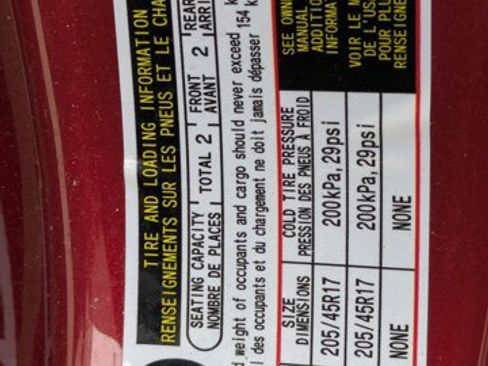 TIRE AND LOADING INFORMATION
RENSEIGNEMENTS SUR LES PNEUS ET LE CHA
SEATING CAPACITY TOTAL 2 FRONT 2 REAR
NOMBRE DE PLACES AVANT ARRI
weight of occupants and cargo should never exceed
des occupants et du chargement ne doit jamais dépasser 154 k
SIZE COLD TIRE PRESSURE SEE OWNE
DIMENSIONS PRESSION DES PNEUS À FROID MANUAL
205/45R17 200kPa, 29psi ADDITIO
205/45R17 200kPa, 29psi INFORMA
NONE NONE VOIR LE M
DE L'US
POUR PLU
RENSEIGNE